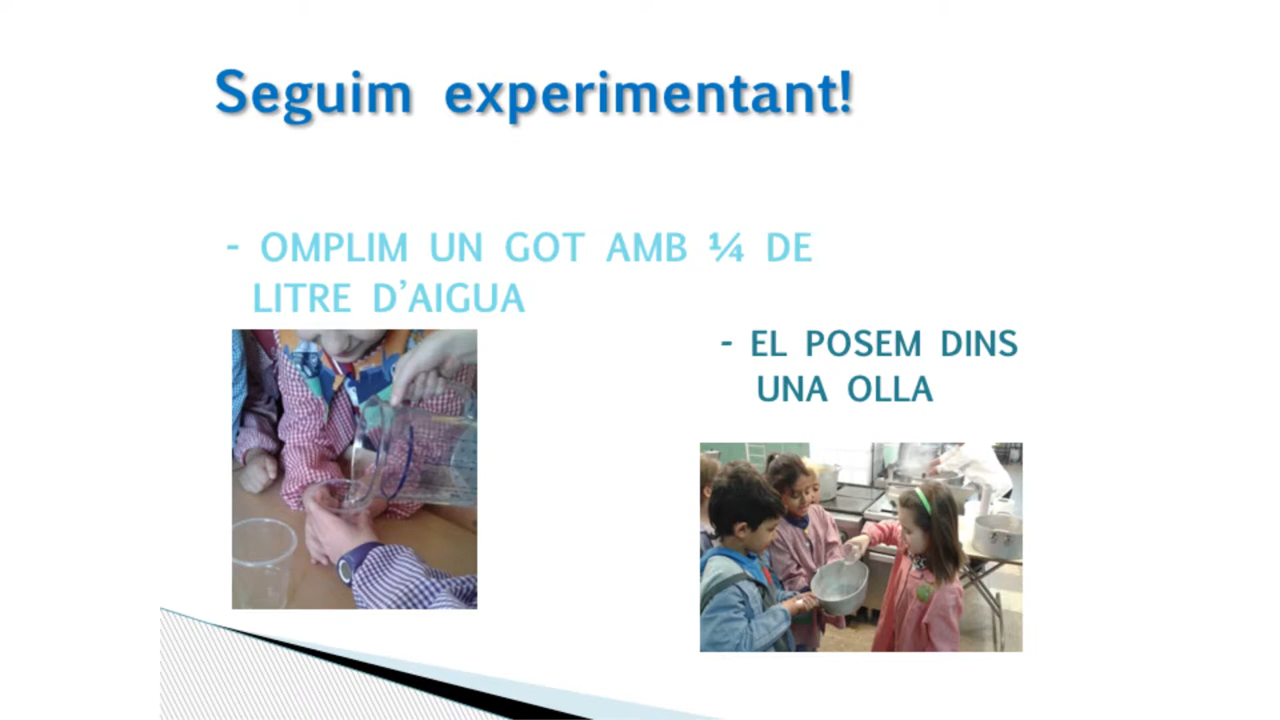 Seguim experimentant!
- OMPLIM UN GOT AMB ¼ DE
LITRE D’AIGUA
- EL POSEM DINS
UNA OLLA